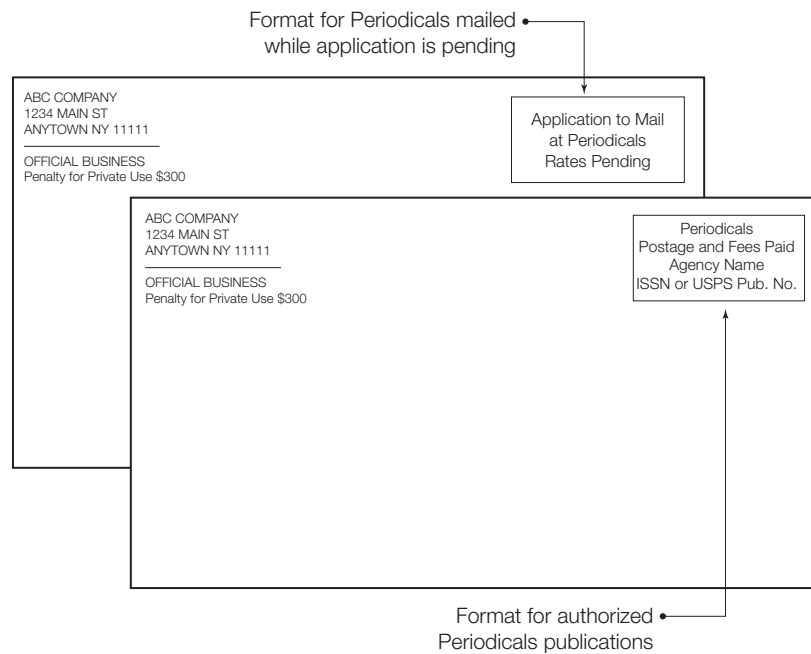 Format for Periodicals mailed
while application is pending
ABC COMPANY
1234 MAIN ST
ANYTOWN NY 11111
OFFICIAL BUSINESS
Penalty for Private Use $300
Application to Mail
at Periodicals
Rates Pending
ABC COMPANY
1234 MAIN ST
ANYTOWN NY 11111
OFFICIAL BUSINESS
Penalty for Private Use $300
Periodicals
Postage and Fees Paid
Agency Name
ISSN or USPS Pub. No.
Format for authorized
Periodicals publications